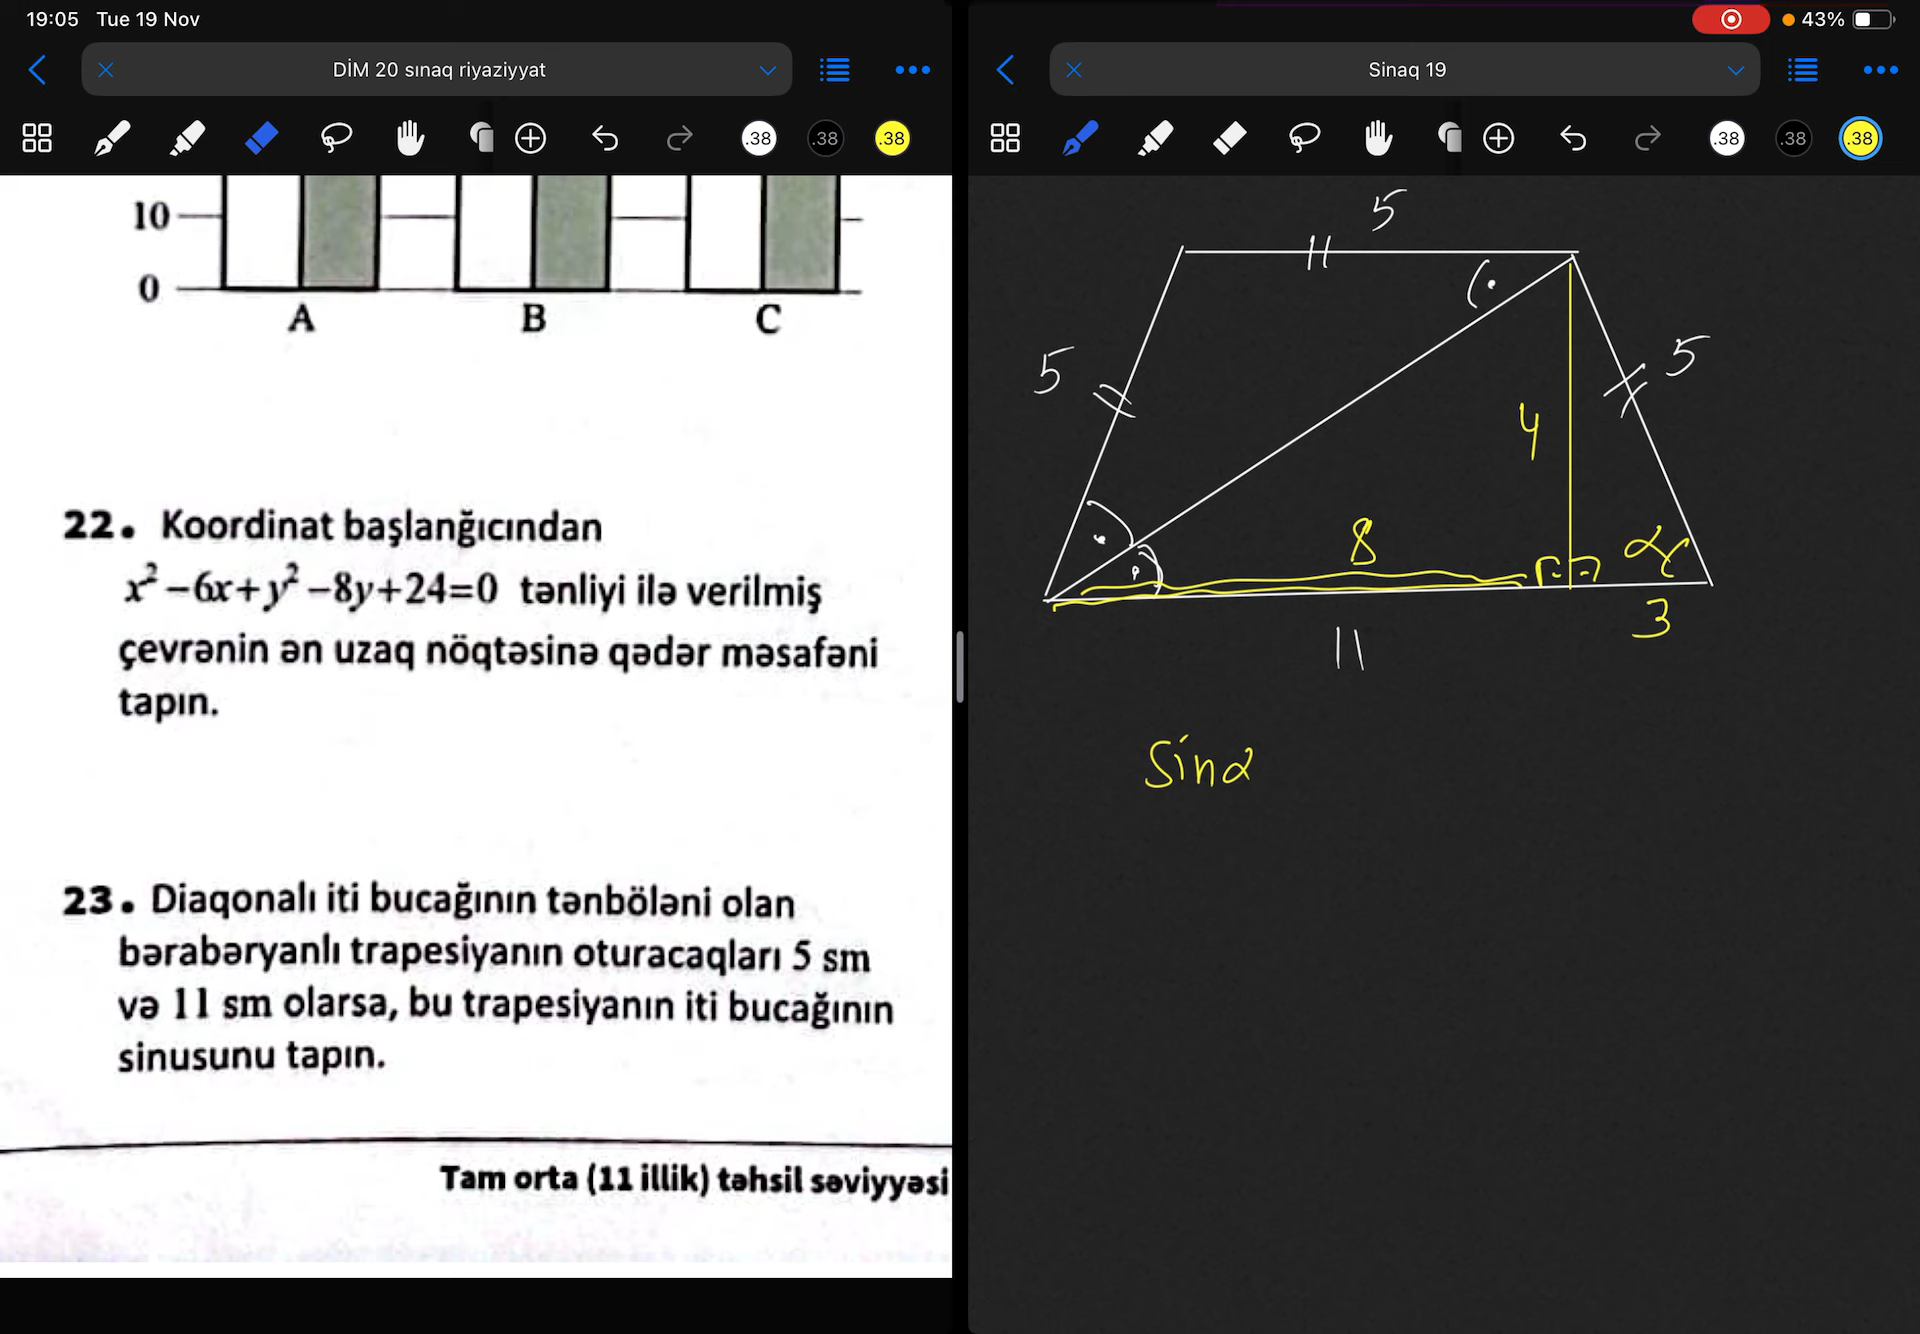 19:05 Tue 19 Nov
43%
DİM 20 sınaq riyaziyyat
Sinaq 19
.38 .38 .38
.38 .38 .38
10
0
A B C
22. Koordinat başlanğıcından
x² – 6x + y² – 8y + 24 = 0 tənliyi ilə verilmiş
çevrənin ən uzaq nöqtəsinə qədər məsafəni
tapın.
23. Diaqonalı iti bucağının tənböləni olan
bərabəryanlı trapesiyanın oturacaqları 5 sm
və 11 sm olarsa, bu trapesiyanın iti bucağının
sinusunu tapın.
Tam orta (11 illik) təhsil səviyyəsi
5
5
5
4
8
α
3
11
Sinα